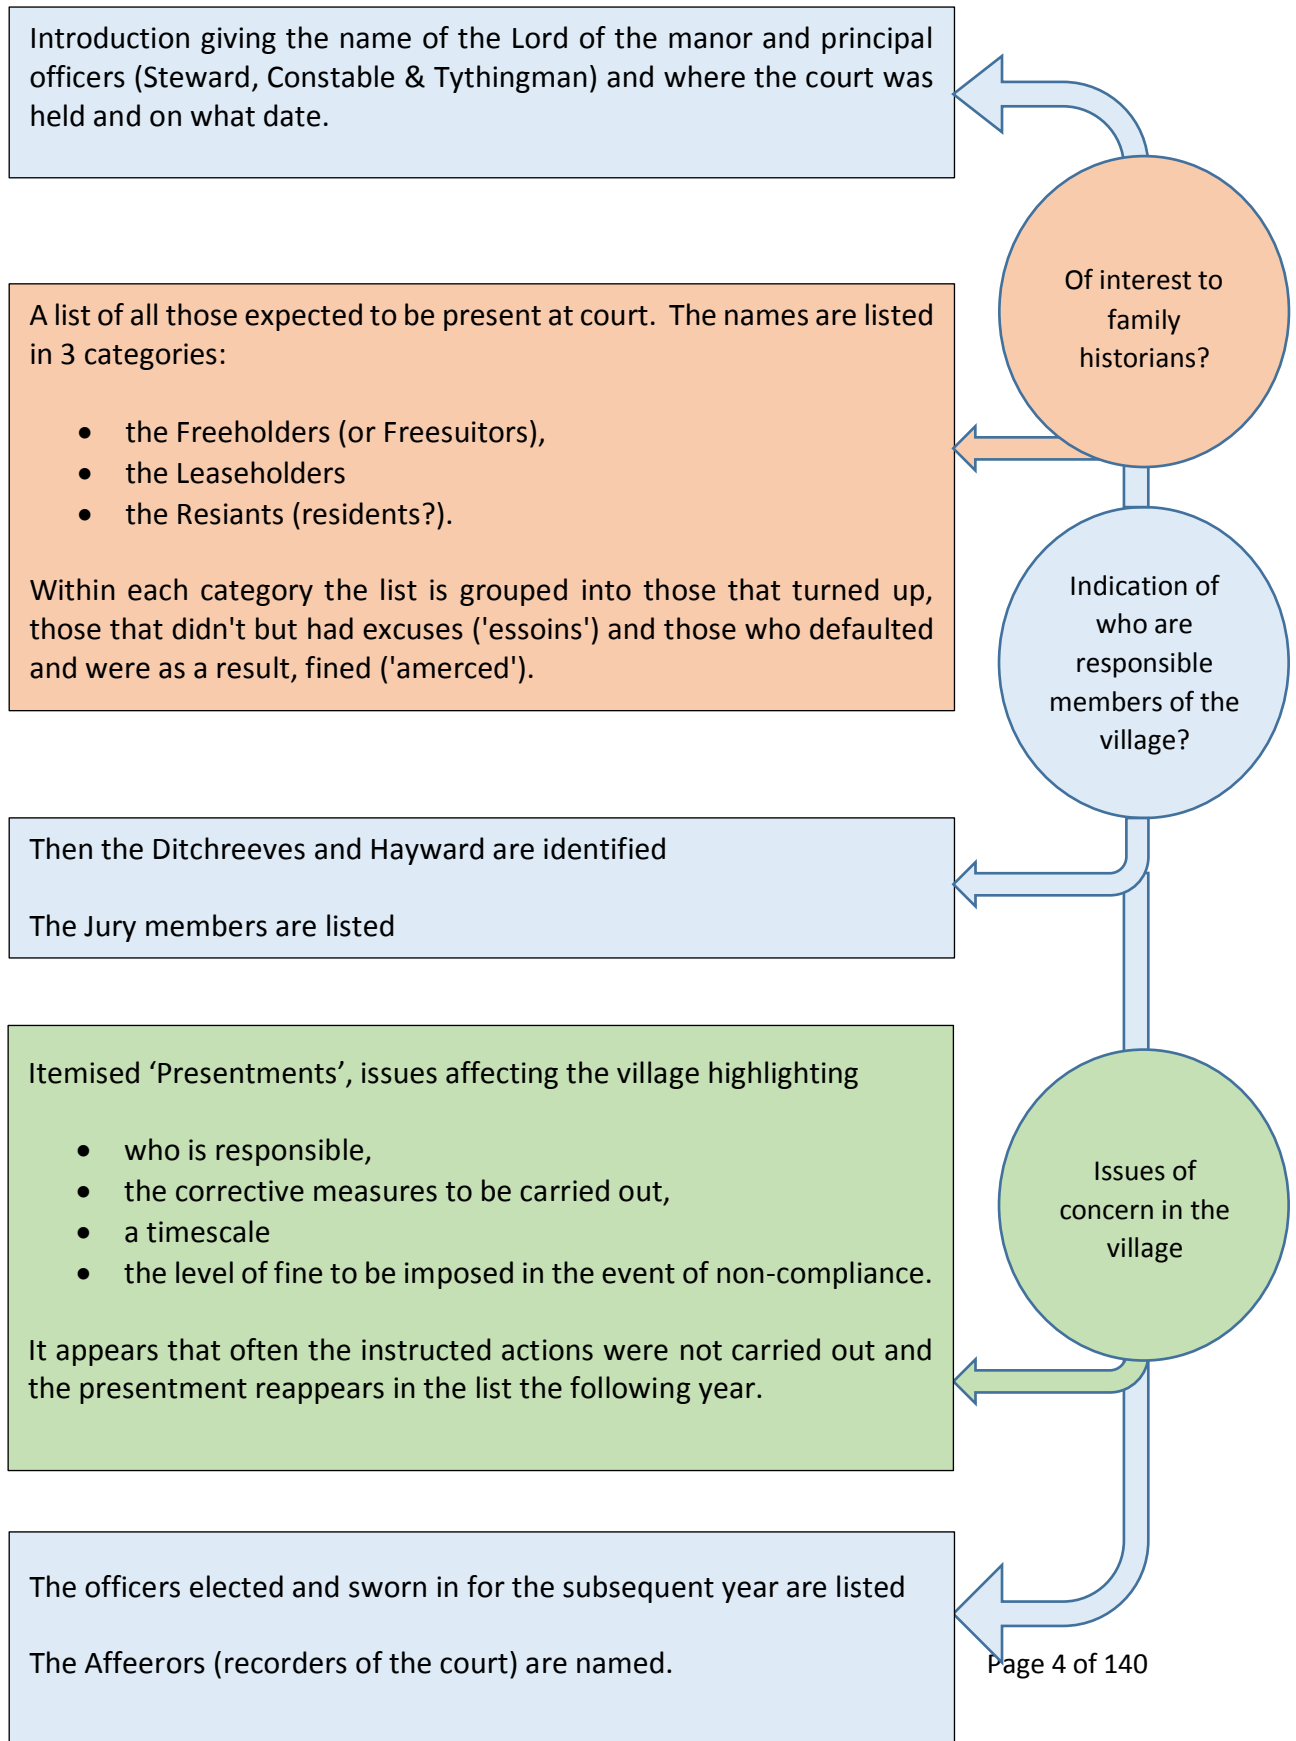 Introduction giving the name of the Lord of the manor and principal
officers (Steward, Constable & Tythingman) and where the court was
held and on what date.
Of interest to
family
historians?
A list of all those expected to be present at court. The names are listed
in 3 categories:
• the Freeholders (or Freesuitors),
• the Leaseholders
• the Resiants (residents?).
Within each category the list is grouped into those that turned up,
those that didn't but had excuses ('essoins') and those who defaulted
and were as a result, fined ('amerced').
Indication of
who are
responsible
members of the
village?
Then the Ditchreeves and Hayward are identified
The Jury members are listed
Itemised ‘Presentments’, issues affecting the village highlighting
• who is responsible,
• the corrective measures to be carried out,
• a timescale
• the level of fine to be imposed in the event of non-compliance.
It appears that often the instructed actions were not carried out and
the presentment reappears in the list the following year.
Issues of
concern in the
village
The officers elected and sworn in for the subsequent year are listed
The Affeerors (recorders of the court) are named.
Page 4 of 140